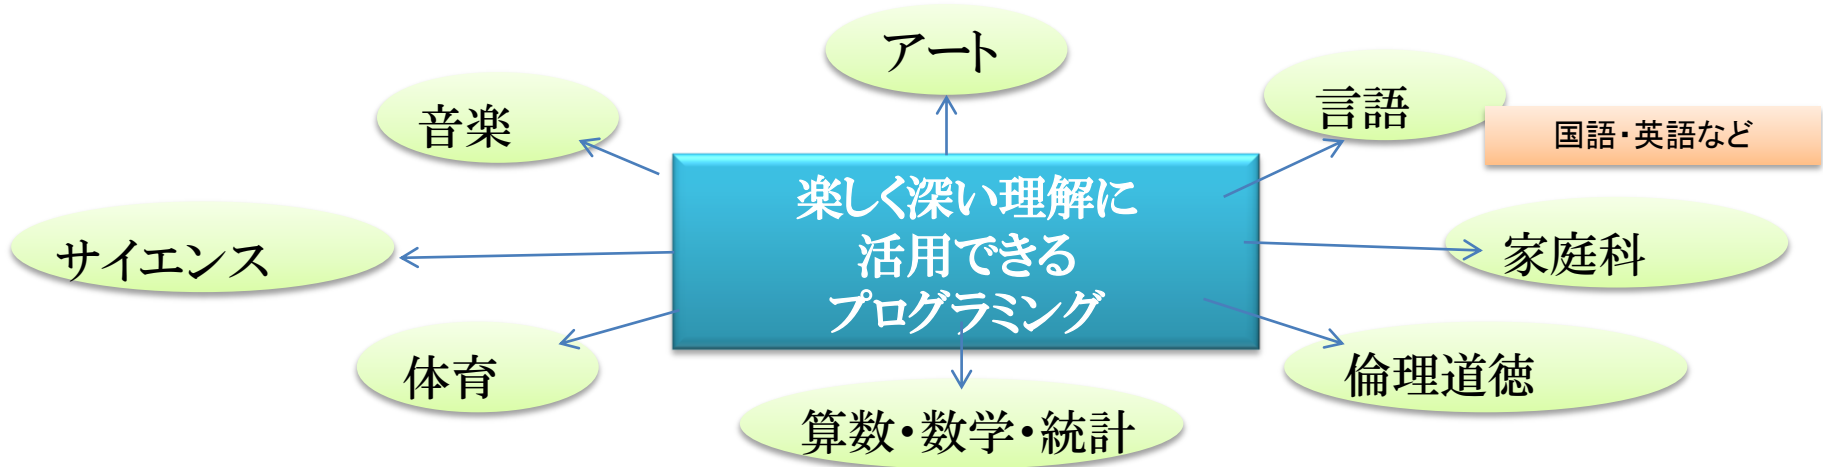 アート
音楽
言語
国語・英語など
楽しく深い理解に
活用できる
プログラミング
サイエンス
家庭科
体育
倫理道徳
算数・数学・統計